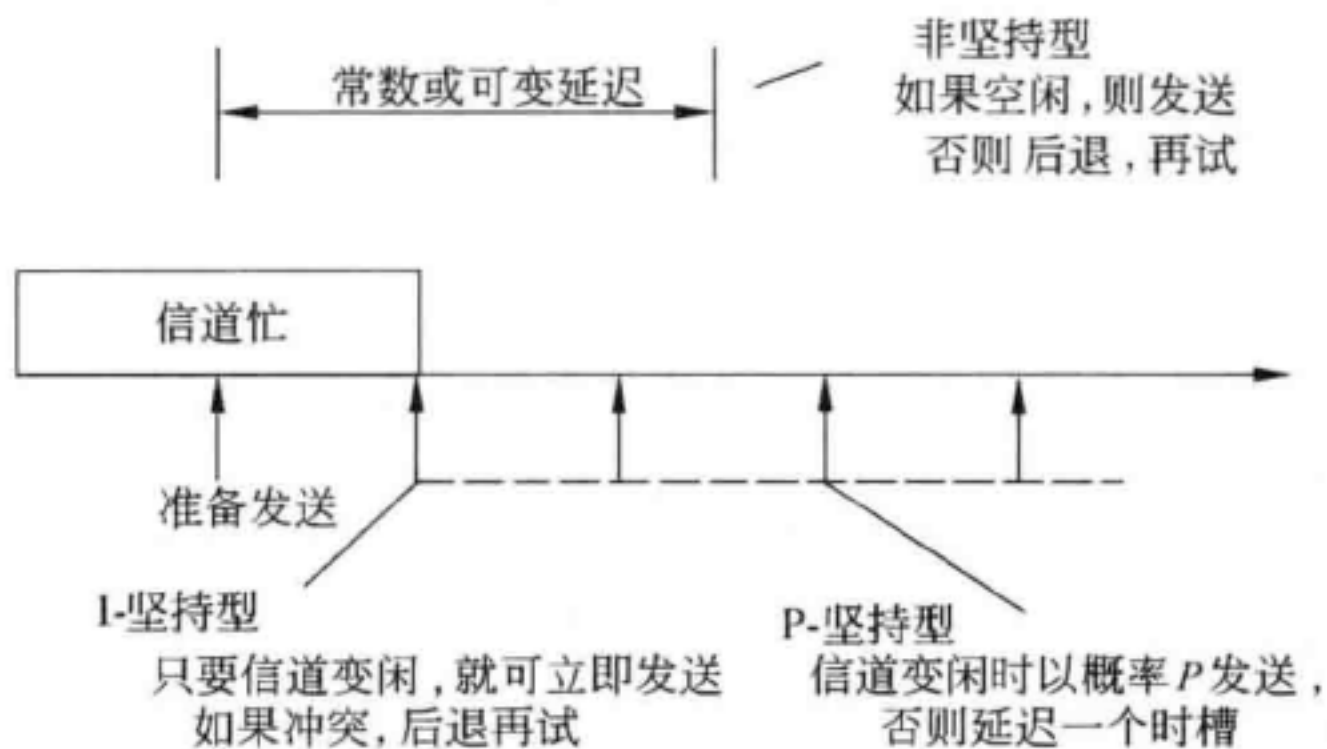 非坚持型
常数或可变延迟
如果空闲,则发送
否则后退,再试
信道忙
准备发送
1-坚持型
只要信道变闲,就可立即发送
如果冲突,后退再试
P-坚持型
信道变闲时以概率P发送,
否则延迟一个时槽